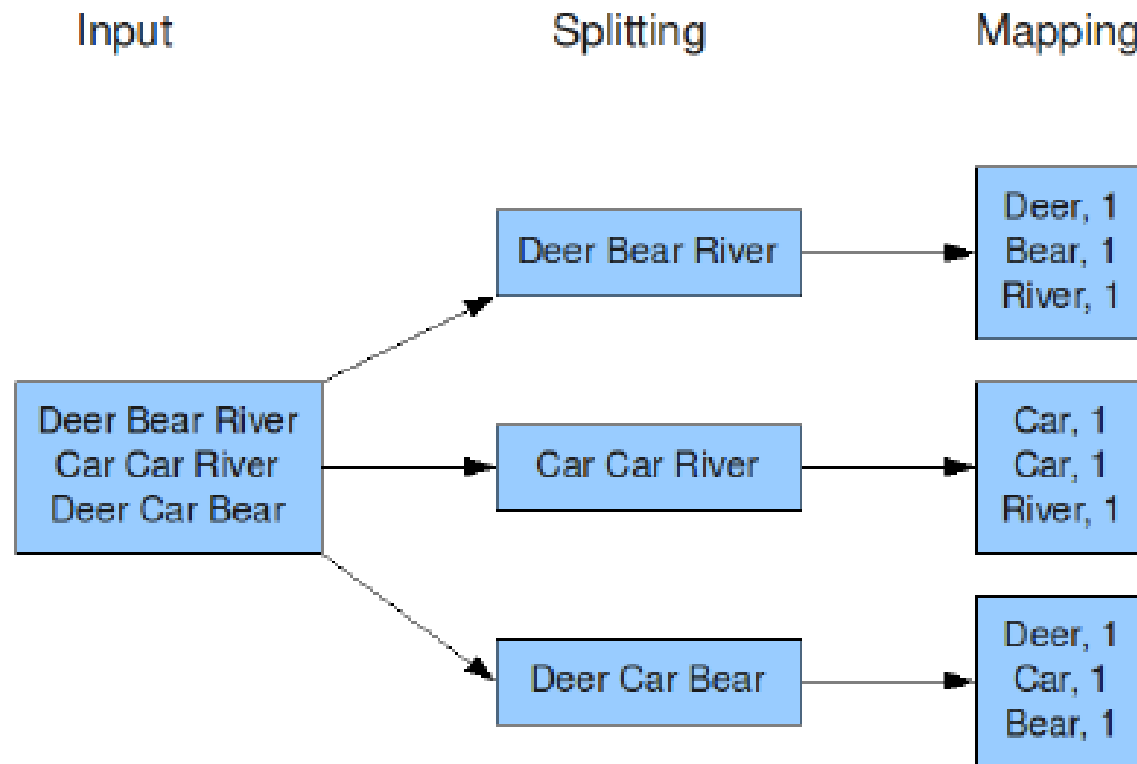 Input
Splitting
Mapping
Deer Bear River
Car Car River
Deer Car Bear
Deer Bear River
Car Car River
Deer Car Bear
Deer, 1
Bear, 1
River, 1
Car, 1
Car, 1
River, 1
Deer, 1
Car, 1
Bear, 1